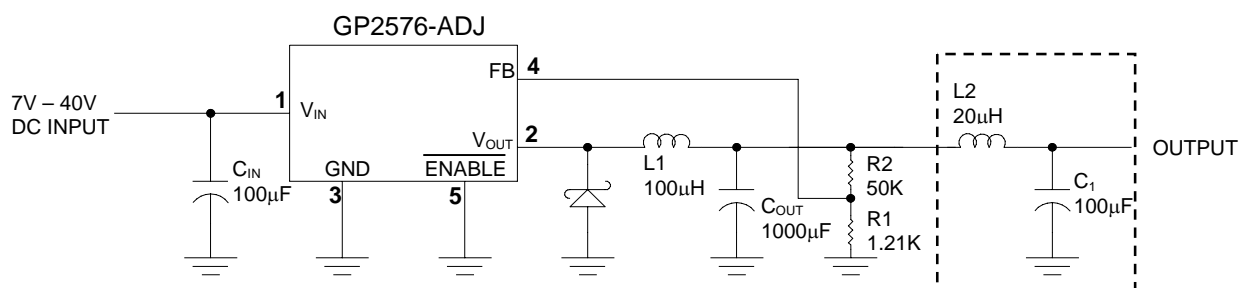 GP2576-ADJ
FB
4
7V – 40V
DC INPUT
1
VIN
VOUT
2
L2
20µH
OUTPUT
CIN
100µF
GND
3
ENABLE
5
L1
100µH
COUT
1000µF
R2
50K
R1
1.21K
C1
100µF